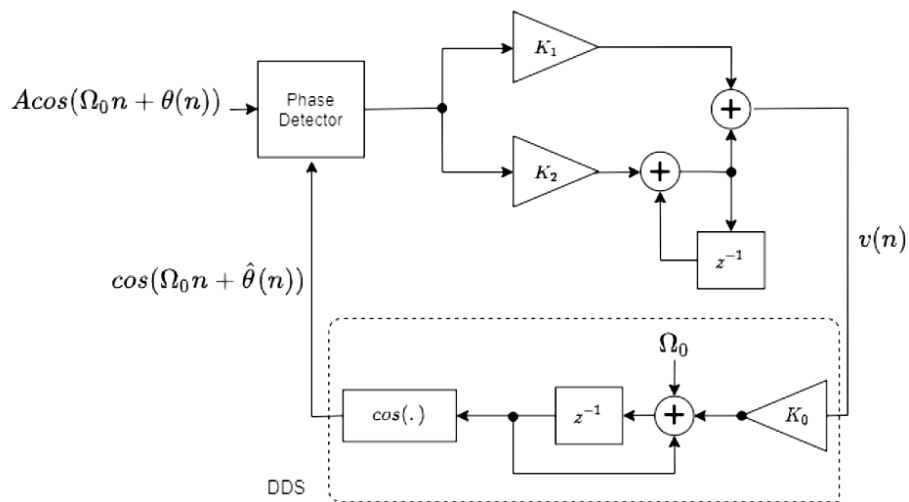 K₁
Acos(Ω₀n + θ(n))
Phase
Detector
+
K₂
+
z⁻¹
v(n)
cos(Ω₀n + θ̂(n))
Ω₀
cos(.)
z⁻¹
+
K₀
DDS